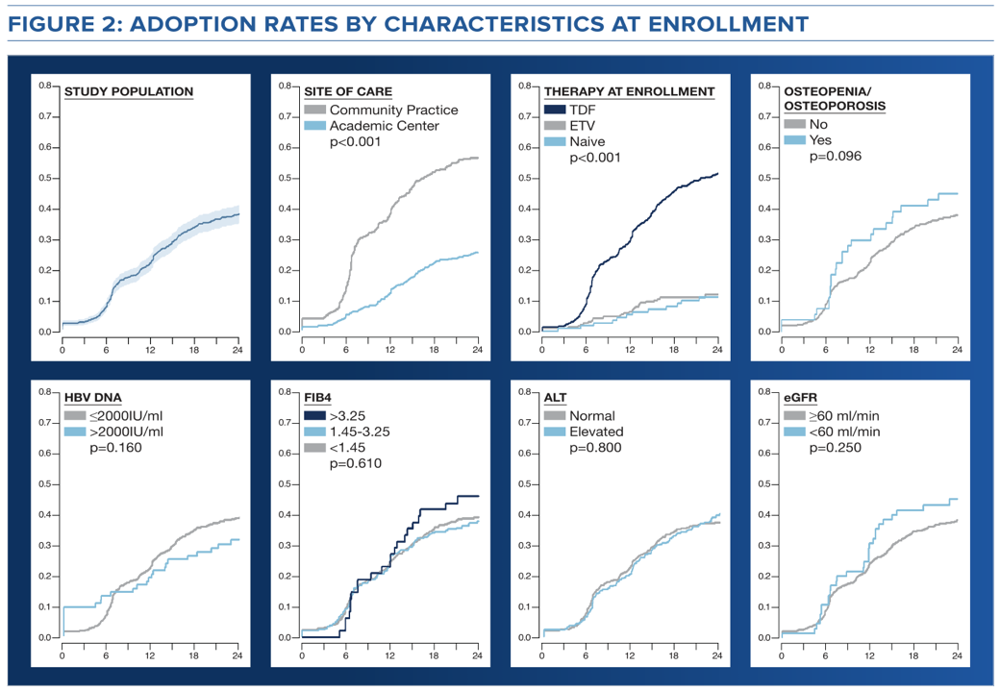 FIGURE 2: ADOPTION RATES BY CHARACTERISTICS AT ENROLLMENT
STUDY POPULATION
0.8
0.7
0.6
0.5
0.4
0.3
0.2
0.1
0.0
0 6 12 18 24
SITE OF CARE
Community Practice
Academic Center
p<0.001
0.8
0.7
0.6
0.5
0.4
0.3
0.2
0.1
0.0
0 6 12 18 24
THERAPY AT ENROLLMENT
TDF
ETV
Naive
p<0.001
0.8
0.7
0.6
0.5
0.4
0.3
0.2
0.1
0.0
0 6 12 18 24
OSTEOPENIA/
OSTEOPOROSIS
No
Yes
p=0.096
0.8
0.7
0.6
0.5
0.4
0.3
0.2
0.1
0.0
0 6 12 18 24
HBV DNA
≤2000IU/ml
>2000IU/ml
p=0.160
0.8
0.7
0.6
0.5
0.4
0.3
0.2
0.1
0.0
0 6 12 18 24
FIB4
>3.25
1.45-3.25
<1.45
p=0.610
0.8
0.7
0.6
0.5
0.4
0.3
0.2
0.1
0.0
0 6 12 18 24
ALT
Normal
Elevated
p=0.800
0.8
0.7
0.6
0.5
0.4
0.3
0.2
0.1
0.0
0 6 12 18 24
eGFR
≥60 ml/min
<60 ml/min
p=0.250
0.8
0.7
0.6
0.5
0.4
0.3
0.2
0.1
0.0
0 6 12 18 24